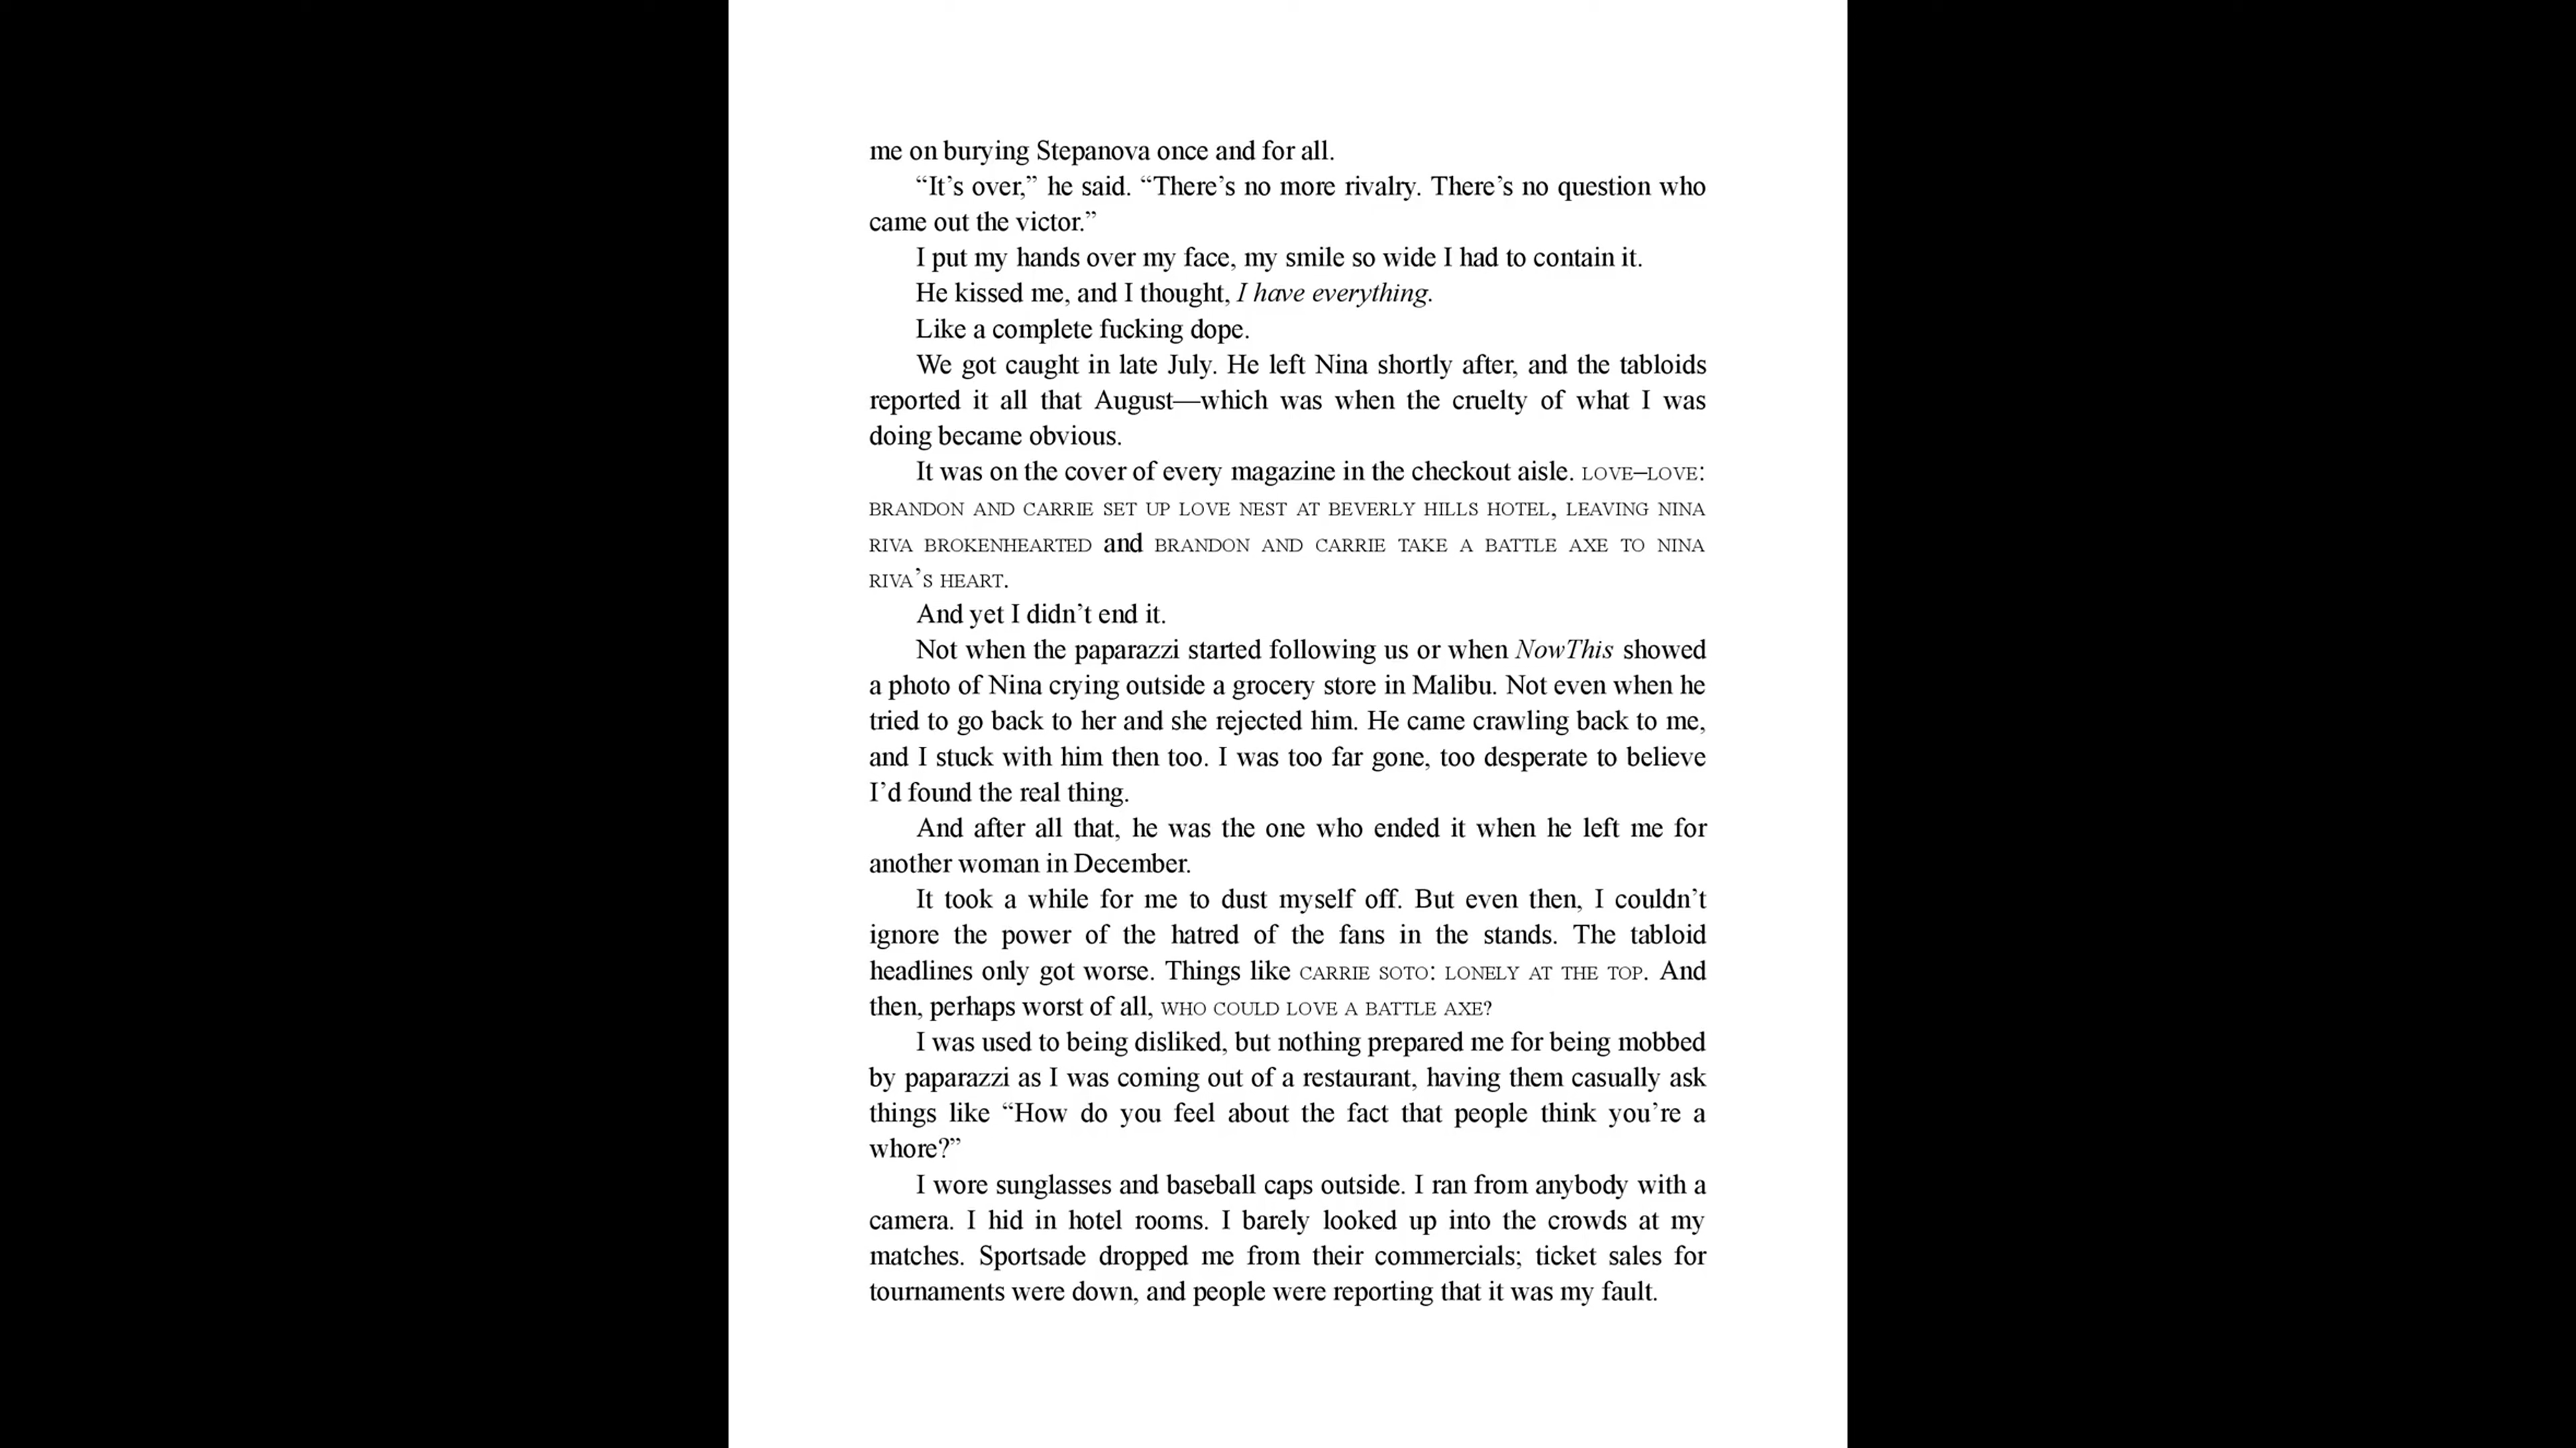 me on burying Stepanova once and for all.
“It’s over,” he said. “There’s no more rivalry. There’s no question who
came out the victor.”
I put my hands over my face, my smile so wide I had to contain it.
He kissed me, and I thought, I have everything.
Like a complete fucking dope.
We got caught in late July. He left Nina shortly after, and the tabloids
reported it all that August—which was when the cruelty of what I was
doing became obvious.
It was on the cover of every magazine in the checkout aisle. LOVE–LOVE:
BRANDON AND CARRIE SET UP LOVE NEST AT BEVERLY HILLS HOTEL, LEAVING NINA
RIVA BROKENHEARTED and BRANDON AND CARRIE TAKE A BATTLE AXE TO NINA
RIVA’S HEART.
And yet I didn’t end it.
Not when the paparazzi started following us or when NowThis showed
a photo of Nina crying outside a grocery store in Malibu. Not even when he
tried to go back to her and she rejected him. He came crawling back to me,
and I stuck with him then too. I was too far gone, too desperate to believe
I’d found the real thing.
And after all that, he was the one who ended it when he left me for
another woman in December.
It took a while for me to dust myself off. But even then, I couldn’t
ignore the power of the hatred of the fans in the stands. The tabloid
headlines only got worse. Things like CARRIE SOTO: LONELY AT THE TOP. And
then, perhaps worst of all, WHO COULD LOVE A BATTLE AXE?
I was used to being disliked, but nothing prepared me for being mobbed
by paparazzi as I was coming out of a restaurant, having them casually ask
things like “How do you feel about the fact that people think you’re a
whore?”
I wore sunglasses and baseball caps outside. I ran from anybody with a
camera. I hid in hotel rooms. I barely looked up into the crowds at my
matches. Sportsade dropped me from their commercials; ticket sales for
tournaments were down, and people were reporting that it was my fault.